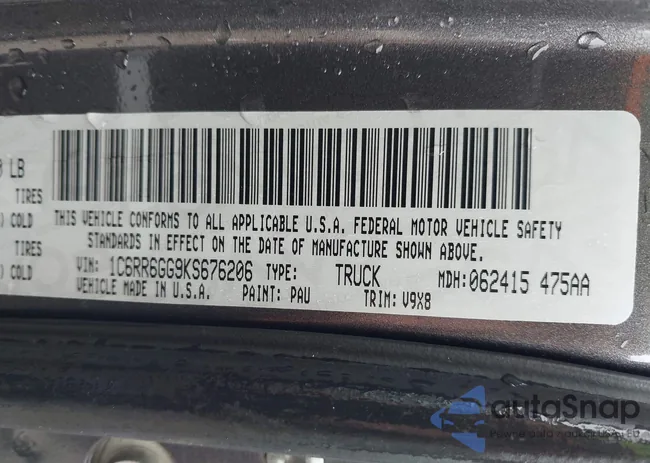 LB
TIRES
COLD
TIRES
COLD
THIS VEHICLE CONFORMS TO ALL APPLICABLE U.S.A. FEDERAL MOTOR VEHICLE SAFETY
STANDARDS IN EFFECT ON THE DATE OF MANUFACTURE SHOWN ABOVE.
VIN: 1C6RR6GG9KS676206 TYPE: TRUCK MDH:062415 475AA
VEHICLE MADE IN U.S.A. PAINT: PAU TRIM: V9X8
autoSnap